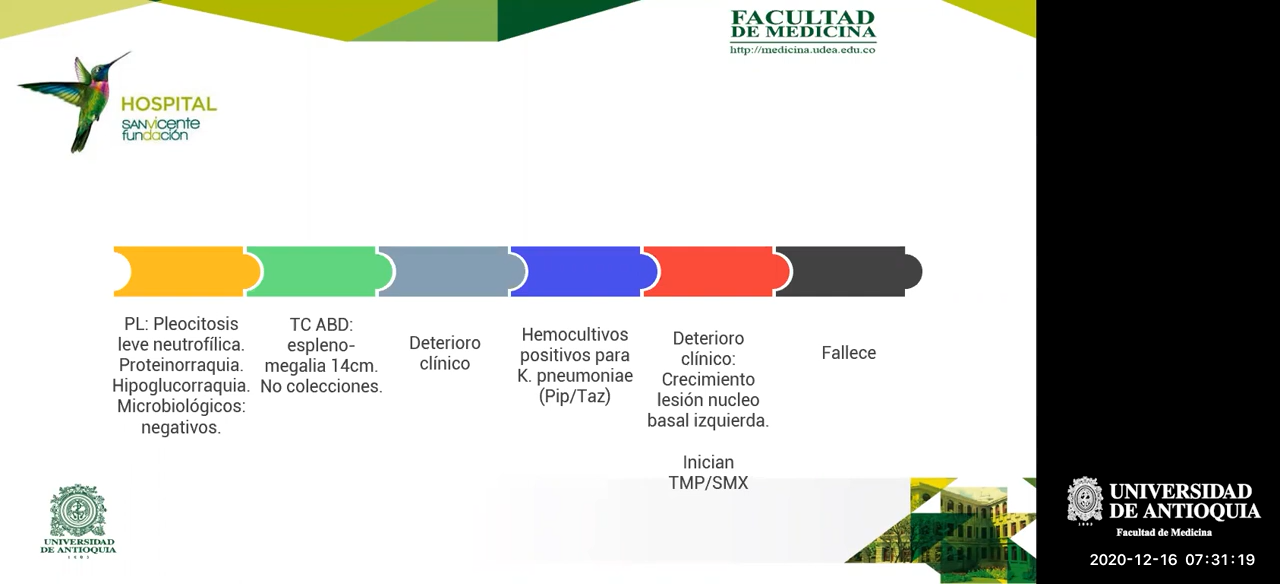 FACULTAD
DE MEDICINA
http://medicina.udea.edu.co
HOSPITAL
SANvicente
fundación
PL: Pleocitosis
leve neutrofílica.
Proteinorraquia.
Hipoglucorraquia.
Microbiológicos:
negativos.
TC ABD:
espleno-
megalia 14cm.
No colecciones.
Deterioro
clínico
Hemocultivos
positivos para
K. pneumoniae
(Pip/Taz)
Deterioro
clínico:
Crecimiento
lesión nucleo
basal izquierda.
Inician
TMP/SMX
Fallece
UNIVERSIDAD
DE ANTIOQUIA
1803
UNIVERSIDAD
DE ANTIOQUIA
Facultad de Medicina
1803
2020-12-16 07:31:19